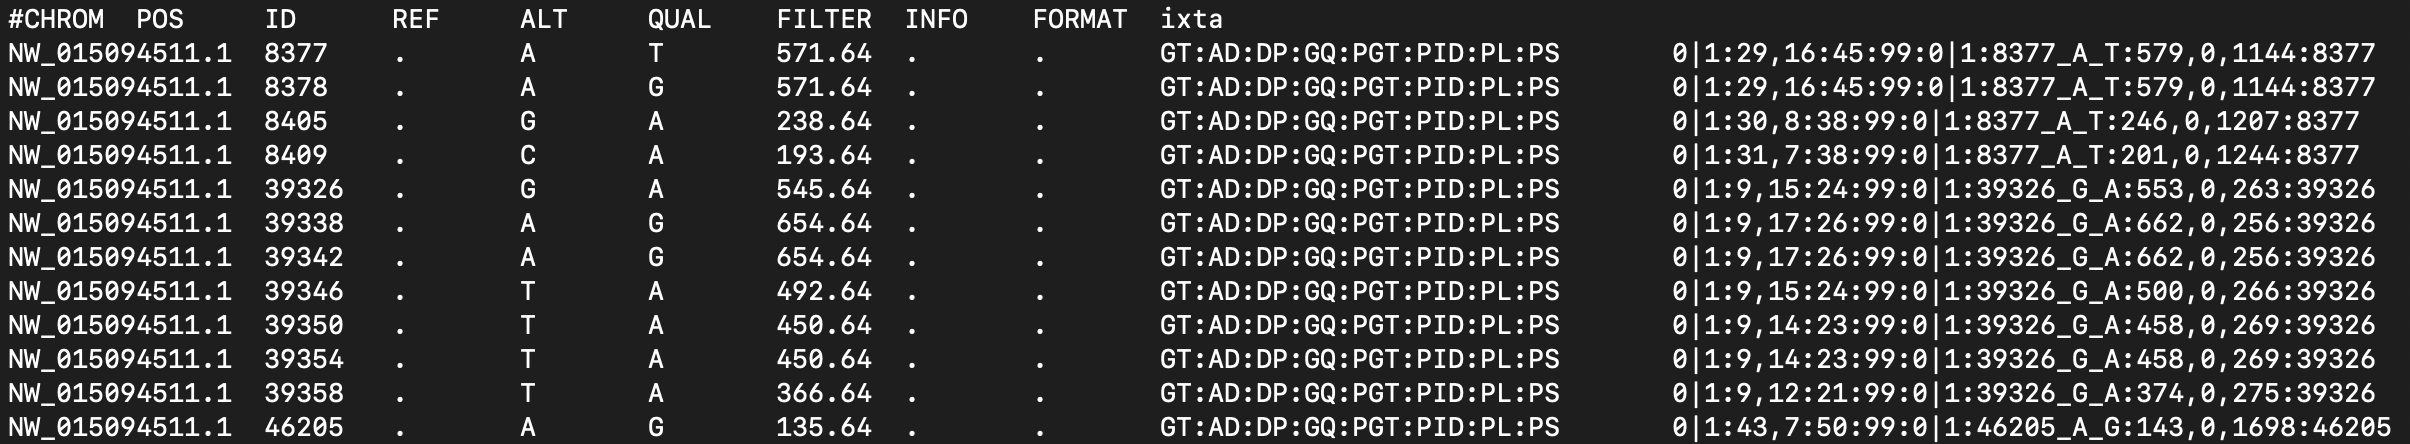 #CHROM POS ID REF ALT QUAL FILTER INFO FORMAT ixta
NW_015094511.1 8377 . A T 571.64 . . GT:AD:DP:GQ:PGT:PID:PL:PS 0|1:29,16:45:99:0|1:8377_A_T:579,0,1144:8377
NW_015094511.1 8378 . A G 571.64 . . GT:AD:DP:GQ:PGT:PID:PL:PS 0|1:29,16:45:99:0|1:8377_A_T:579,0,1144:8377
NW_015094511.1 8405 . G A 238.64 . . GT:AD:DP:GQ:PGT:PID:PL:PS 0|1:30,8:38:99:0|1:8377_A_T:246,0,1207:8377
NW_015094511.1 8409 . C A 193.64 . . GT:AD:DP:GQ:PGT:PID:PL:PS 0|1:31,7:38:99:0|1:8377_A_T:201,0,1244:8377
NW_015094511.1 39326 . G A 545.64 . . GT:AD:DP:GQ:PGT:PID:PL:PS 0|1:9,15:24:99:0|1:39326_G_A:553,0,263:39326
NW_015094511.1 39338 . A G 654.64 . . GT:AD:DP:GQ:PGT:PID:PL:PS 0|1:9,17:26:99:0|1:39326_G_A:662,0,256:39326
NW_015094511.1 39342 . A G 654.64 . . GT:AD:DP:GQ:PGT:PID:PL:PS 0|1:9,17:26:99:0|1:39326_G_A:662,0,256:39326
NW_015094511.1 39346 . T A 492.64 . . GT:AD:DP:GQ:PGT:PID:PL:PS 0|1:9,15:24:99:0|1:39326_G_A:500,0,266:39326
NW_015094511.1 39350 . T A 450.64 . . GT:AD:DP:GQ:PGT:PID:PL:PS 0|1:9,14:23:99:0|1:39326_G_A:458,0,269:39326
NW_015094511.1 39354 . T A 450.64 . . GT:AD:DP:GQ:PGT:PID:PL:PS 0|1:9,14:23:99:0|1:39326_G_A:458,0,269:39326
NW_015094511.1 39358 . T A 366.64 . . GT:AD:DP:GQ:PGT:PID:PL:PS 0|1:9,12:21:99:0|1:39326_G_A:374,0,275:39326
NW_015094511.1 46205 . A G 135.64 . . GT:AD:DP:GQ:PGT:PID:PL:PS 0|1:43,7:50:99:0|1:46205_A_G:143,0,1698:46205